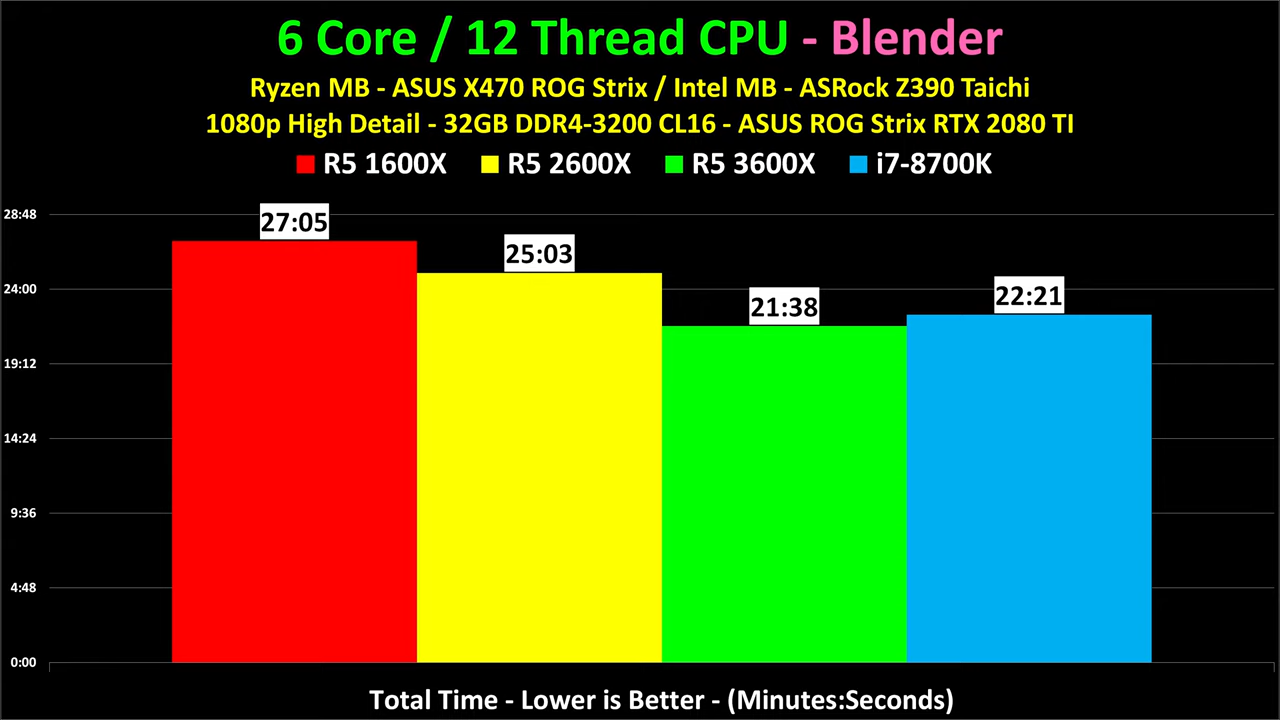 6 Core / 12 Thread CPU - Blender
Ryzen MB - ASUS X470 ROG Strix / Intel MB - ASRock Z390 Taichi
1080p High Detail - 32GB DDR4-3200 CL16 - ASUS ROG Strix RTX 2080 TI
R5 1600X R5 2600X R5 3600X i7-8700K
28:48
27:05
25:03
24:00
22:21
21:38
19:12
14:24
9:36
4:48
0:00
Total Time - Lower is Better - (Minutes:Seconds)